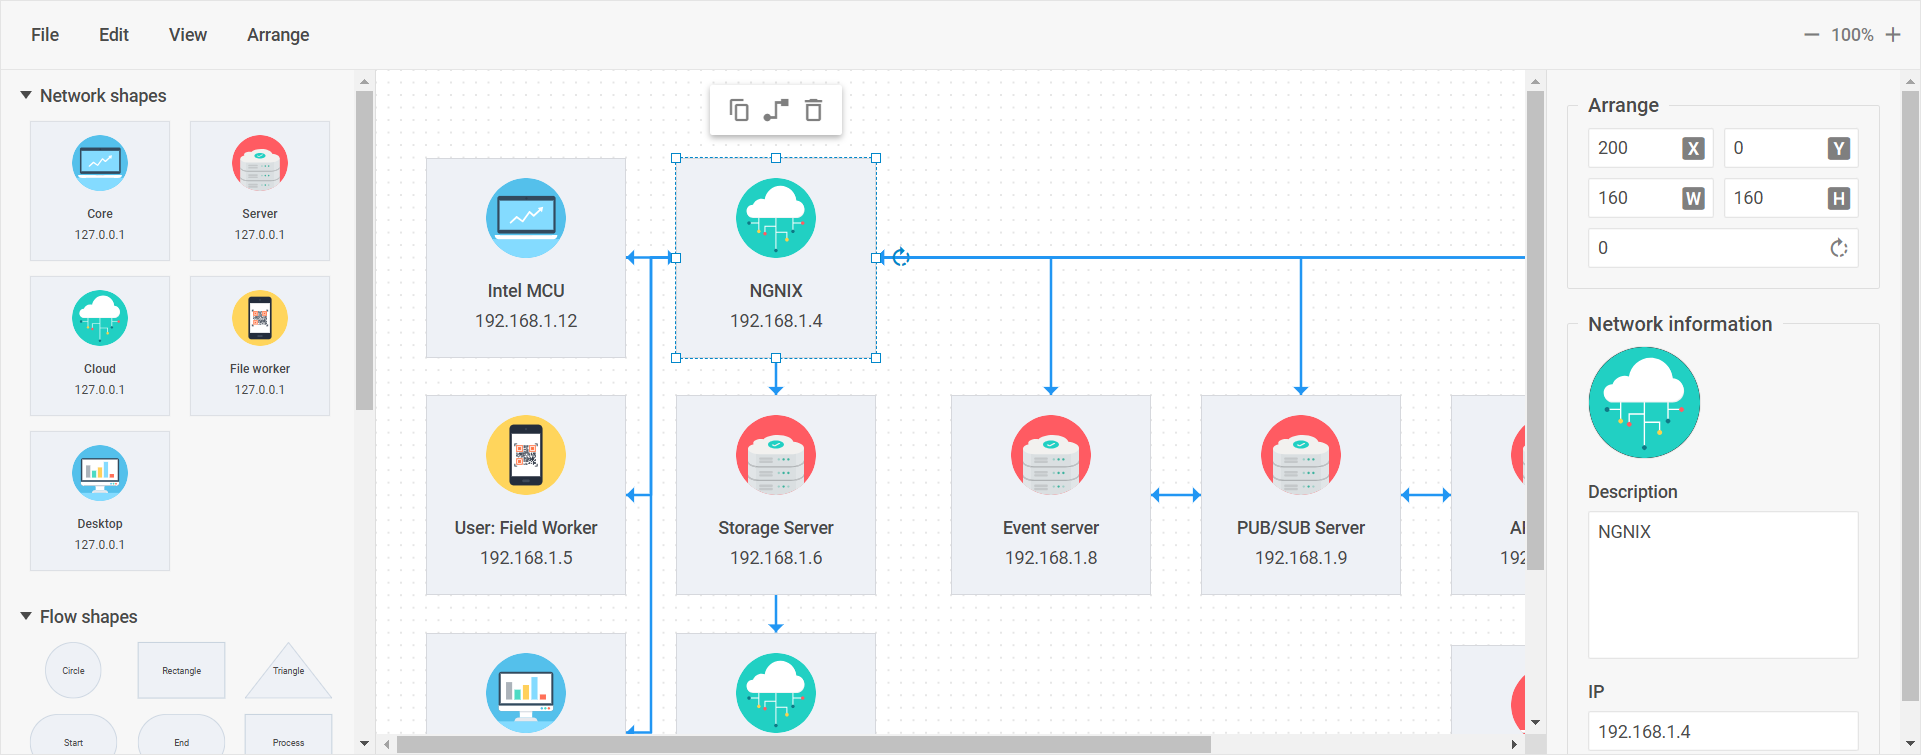 File Edit View Arrange
100%
Network shapes
Core
127.0.0.1
Server
127.0.0.1
Cloud
127.0.0.1
File worker
127.0.0.1
Desktop
127.0.0.1
Flow shapes
Circle
Rectangle
Triangle
Start
End
Process
Intel MCU
192.168.1.12
NGNIX
192.168.1.4
User: Field Worker
192.168.1.5
Storage Server
192.168.1.6
Event server
192.168.1.8
PUB/SUB Server
192.168.1.9
Arrange
200 X
0 Y
160 W
160 H
0
Network information
Description
NGNIX
IP
192.168.1.4